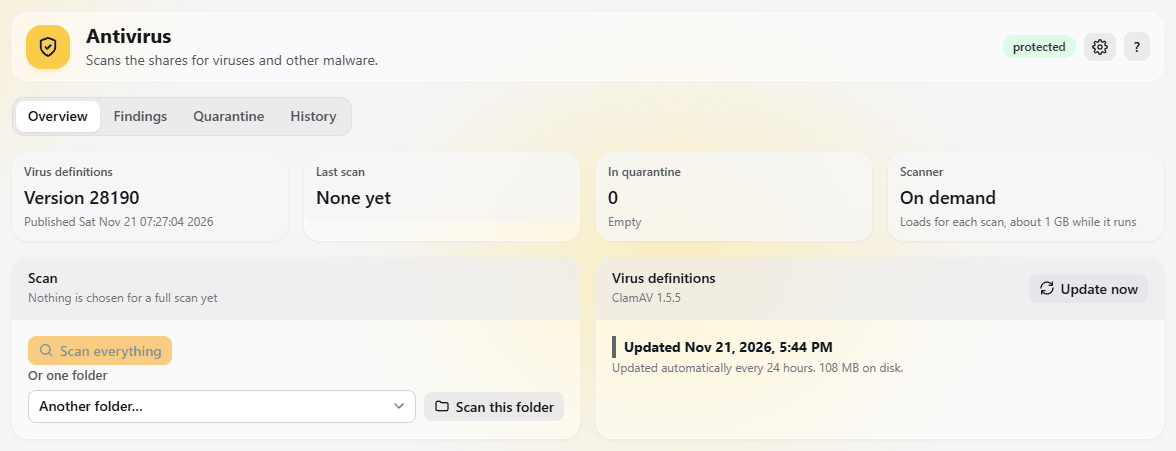 Antivirus
Scans the shares for viruses and other malware.
protected
?
Overview
Findings
Quarantine
History
Virus definitions
Version 28190
Published Sat Nov 21 07:27:04 2026
Last scan
None yet
In quarantine
0
Empty
Scanner
On demand
Loads for each scan, about 1 GB while it runs
Scan
Nothing is chosen for a full scan yet
Scan everything
Or one folder
Another folder...
Scan this folder
Virus definitions
ClamAV 1.5.5
Update now
Updated Nov 21, 2026, 5:44 PM
Updated automatically every 24 hours. 108 MB on disk.